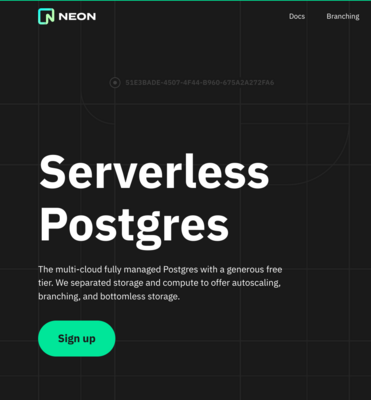 NEON
Docs Branching
51E3BADE-4507-4F44-B960-675A2A272FA6
Serverless
Postgres
The multi-cloud fully managed Postgres with a generous free
tier. We separated storage and compute to offer autoscaling,
branching, and bottomless storage.
Sign up